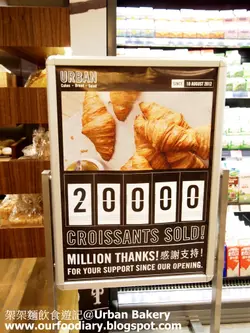 URBAN
Cakes • Bread • Salad
SINCE 10 AUGUST 2012
20000
CROISSANTS SOLD!
MILLION THANKS! 感謝支持!
FOR YOUR SUPPORT SINCE OUR OPENING.
架架麵飲食遊記@Urban Bakery
www.ourfoodiary.blogspot.com